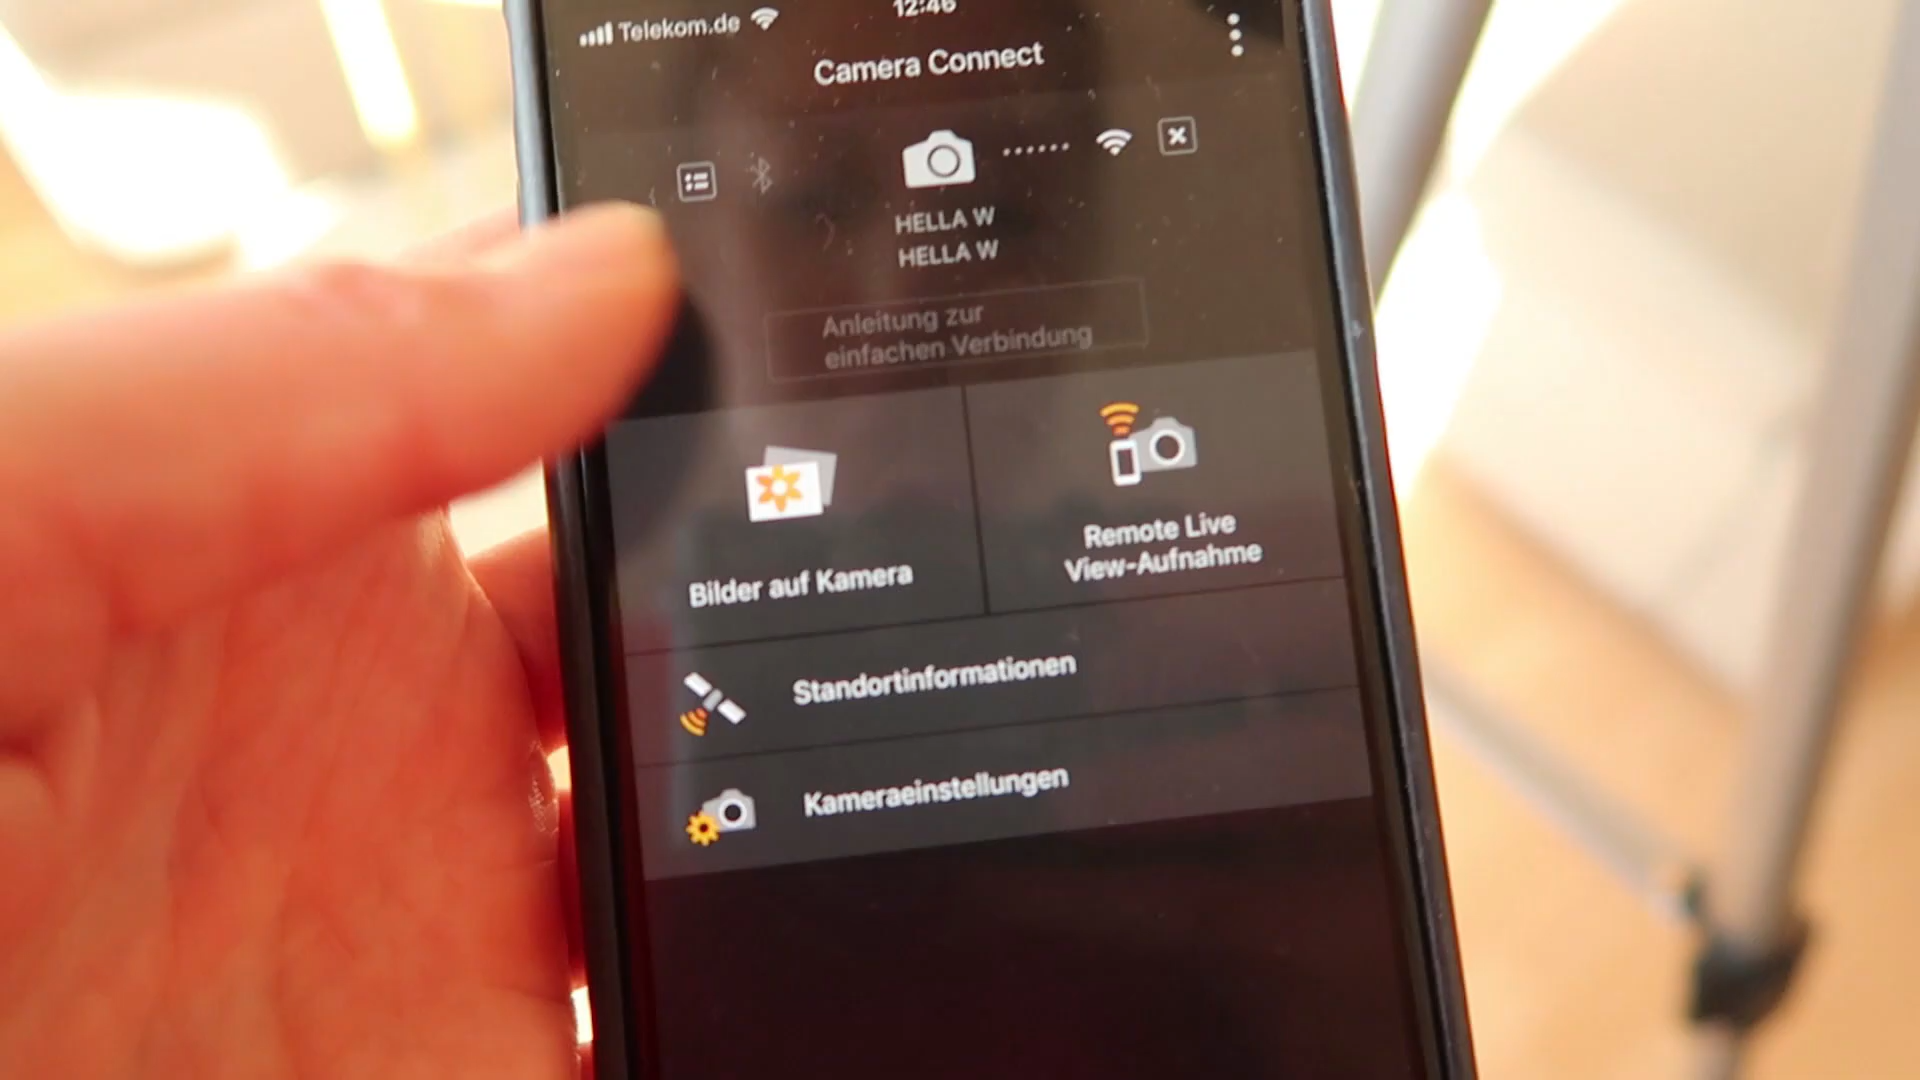 Telekom.de 12:46
Camera Connect
HELLA W
HELLA W
Anleitung zur
einfachen Verbindung
Bilder auf Kamera
Remote Live
View-Aufnahme
Standortinformationen
Kameraeinstellungen